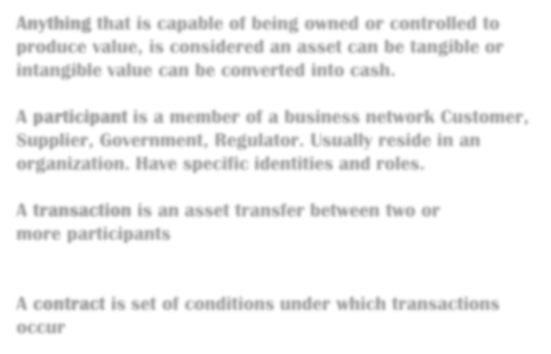 Anything that is capable of being owned or controlled to
produce value, is considered an asset can be tangible or
intangible value can be converted into cash.
A participant is a member of a business network Customer,
Supplier, Government, Regulator. Usually reside in an
organization. Have specific identities and roles.
A transaction is an asset transfer between two or
more participants
A contract is set of conditions under which transactions
occur